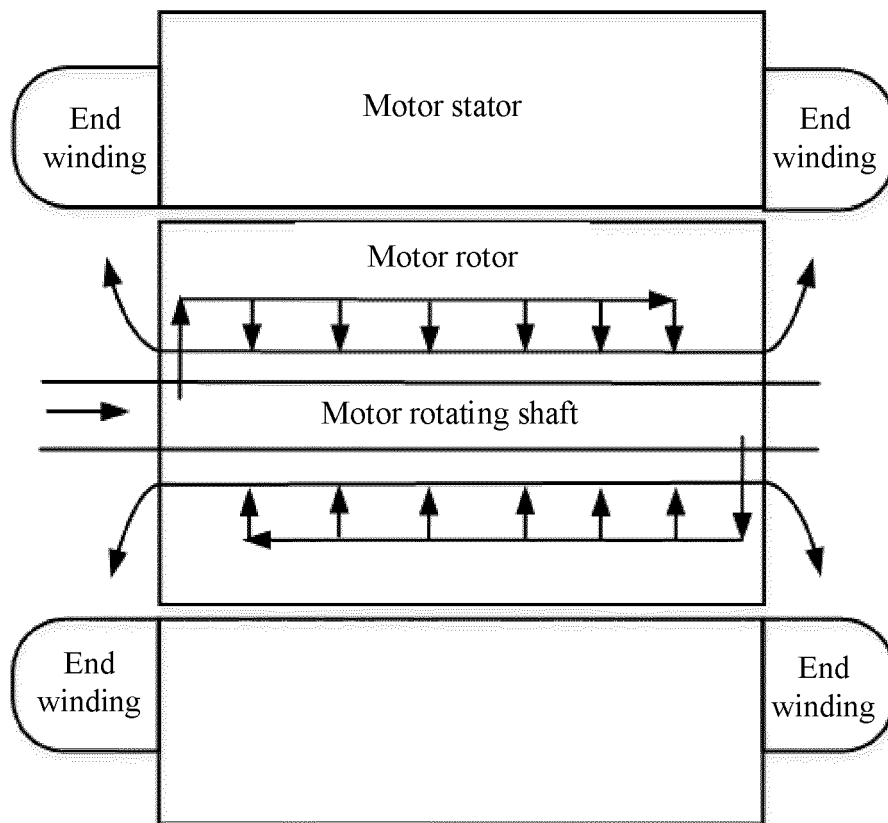 End
winding
Motor stator
End
winding
Motor rotor
Motor rotating shaft
End
winding
End
winding